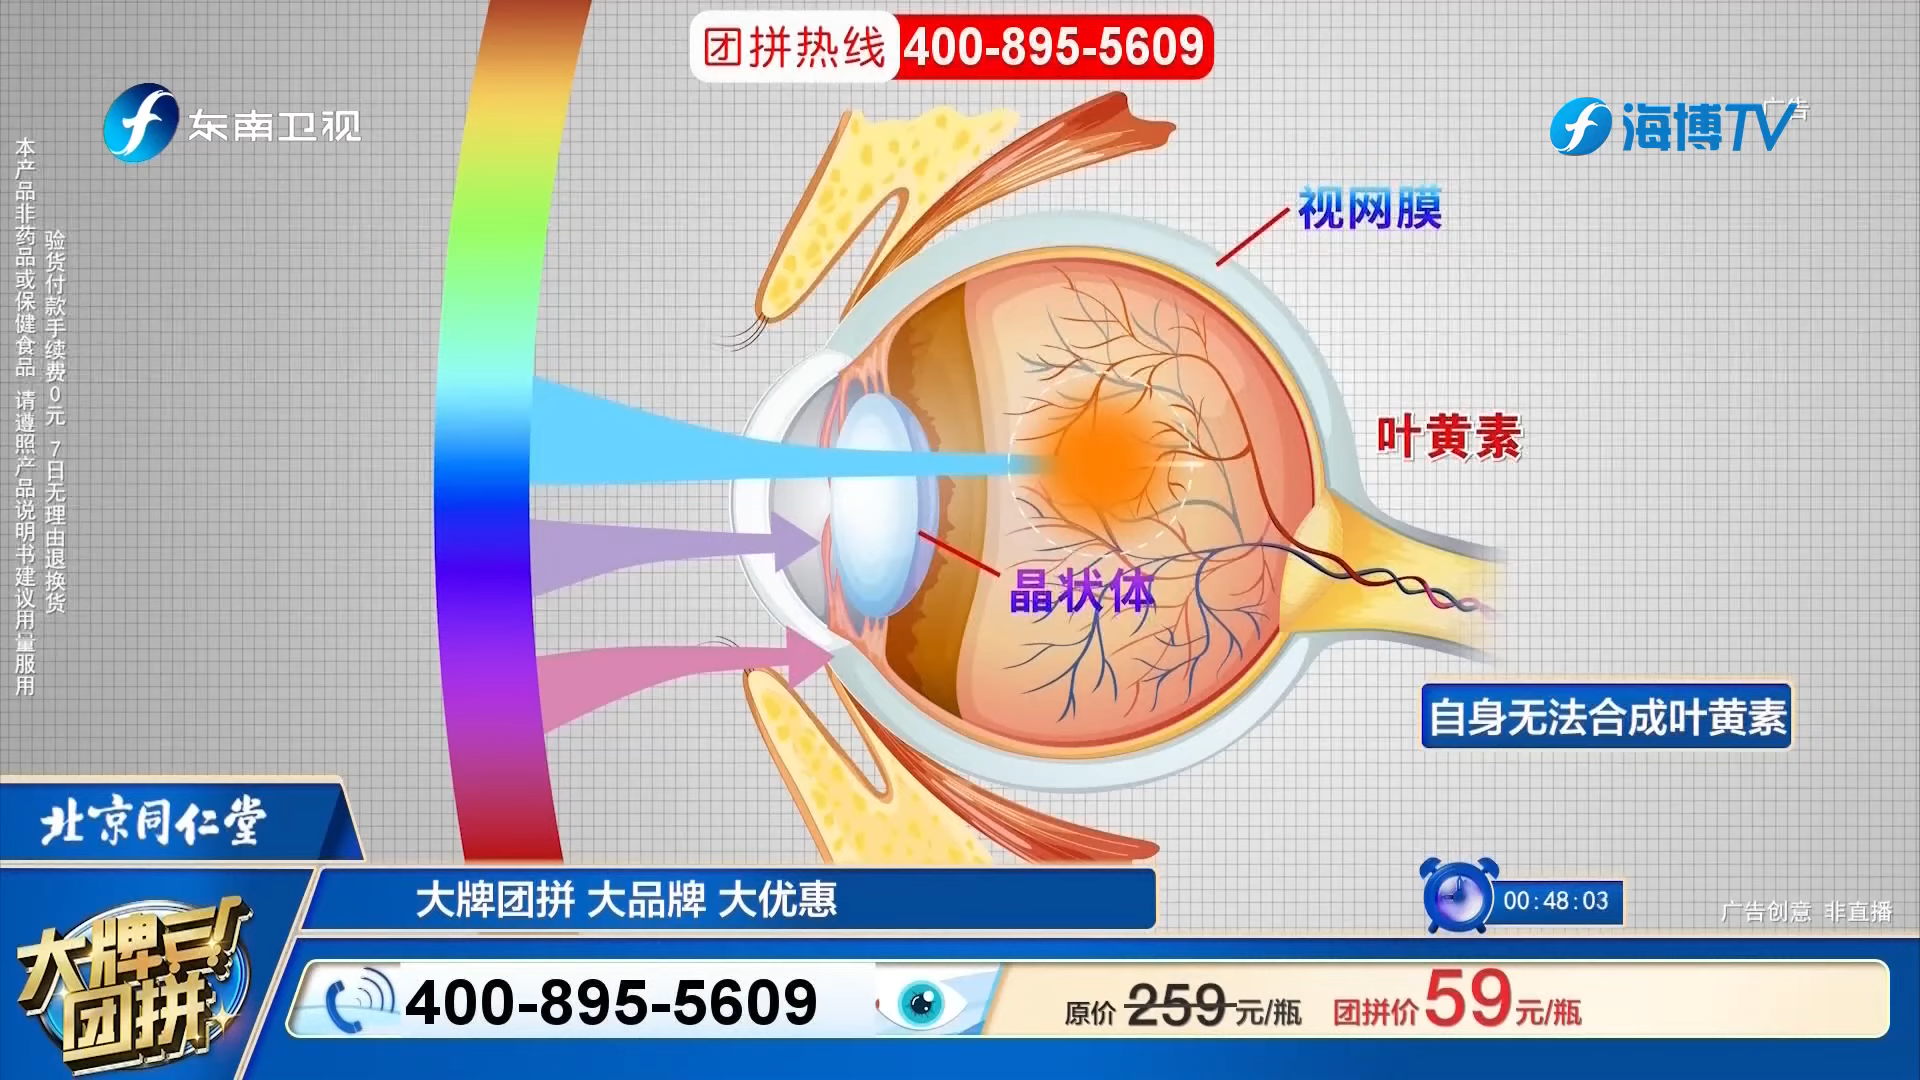 团拼热线 400-895-5609
东南卫视
海博TV
广告
本产品非药品或保健食品 请遵照产品说明书建议用量服用
验货付款手续费0元 7日无理由退换货
视网膜
叶黄素
晶状体
自身无法合成叶黄素
北京同仁堂
大牌团拼 大品牌 大优惠
00:48:03
广告创意 非直播
大牌
团拼
400-895-5609
原价259元/瓶 团拼价59元/瓶